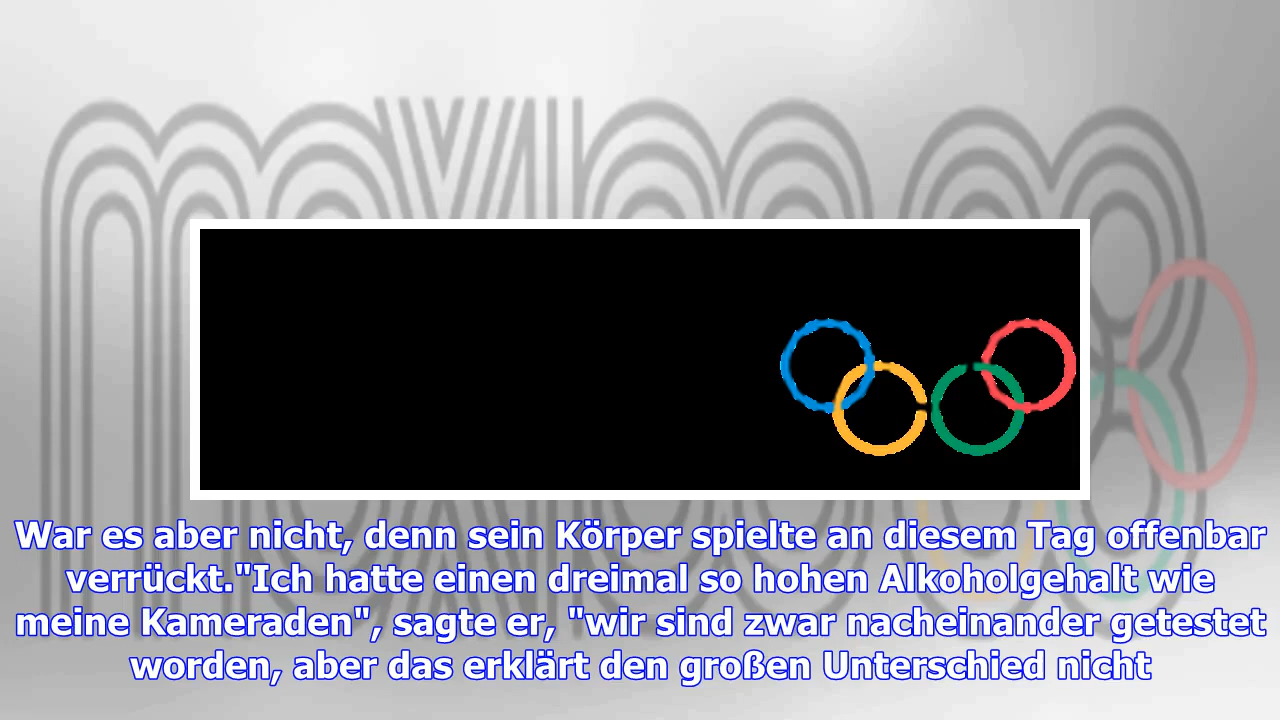 War es aber nicht, denn sein Körper spielte an diesem Tag offenbar
verrückt."Ich hatte einen dreimal so hohen Alkoholgehalt wie
meine Kameraden", sagte er, "wir sind zwar nacheinander getestet
worden, aber das erklärt den großen Unterschied nicht